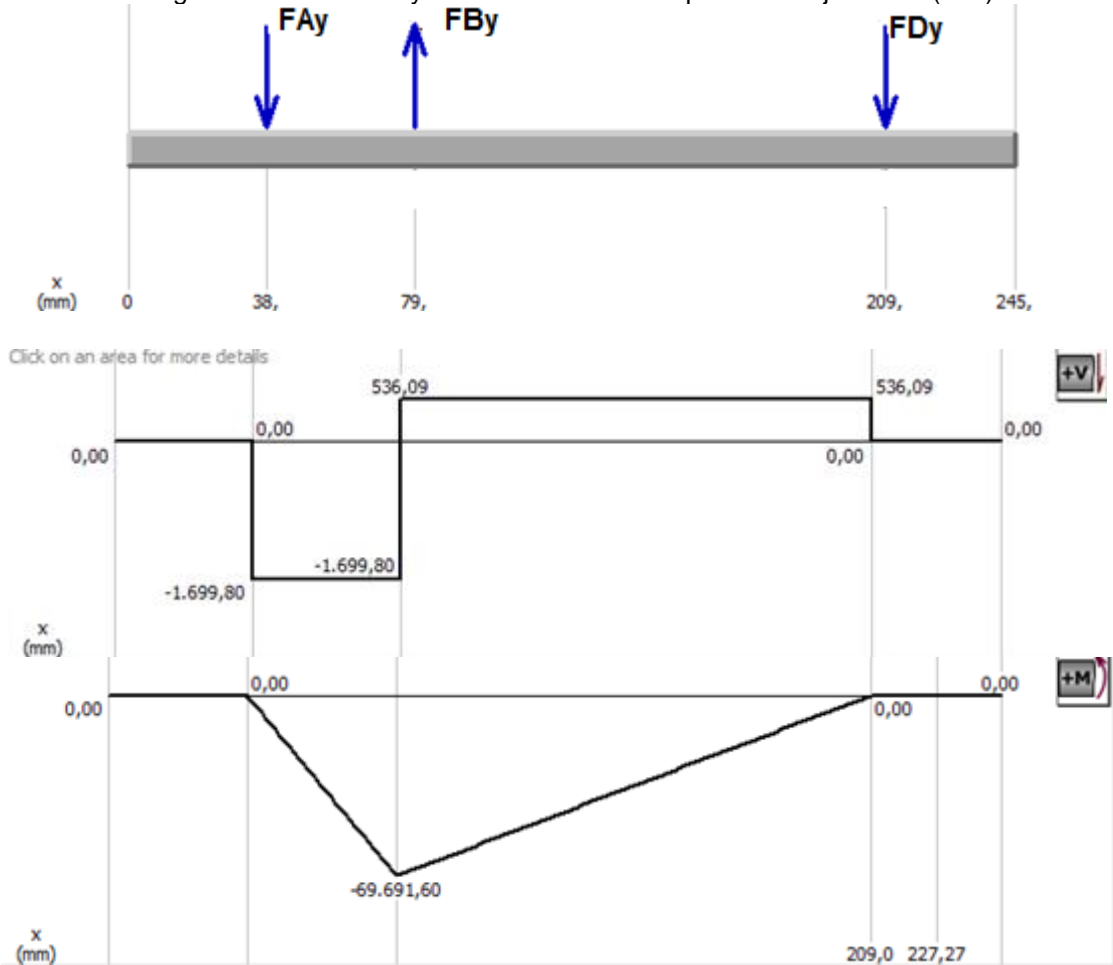 FAy FBy FDy
x
(mm) 0 38, 79, 209, 245,
Click on an area for more details
+V
536,09 536,09
0,00 0,00
0,00 0,00
-1.699,80
-1.699,80
x
(mm)
+M
0,00 0,00
0,00 0,00
-69.691,60
x
(mm) 209,0 227,27